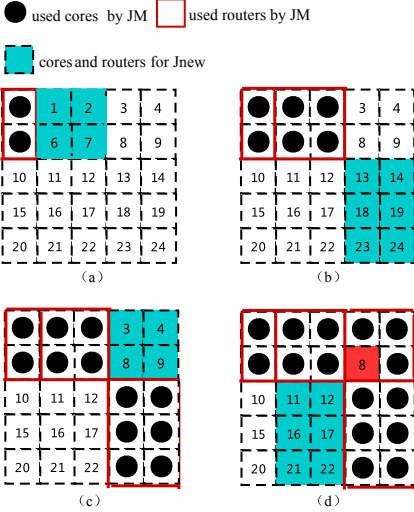 used cores by JM used routers by JM
cores and routers for Jnew
1 2 3 4 3 4
6 7 8 9 8 9
10 11 12 13 14 10 11 12 13 14
15 16 17 18 19 15 16 17 18 19
20 21 22 23 24 20 21 22 23 24
(a) (b)
3 4
8 9 8
10 11 12 10 11 12
15 16 17 15 16 17
20 21 22 20 21 22
(c) (d)